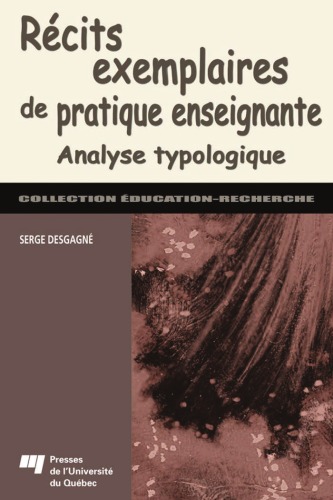 Récits
exemplaires
de pratique enseignante
Analyse typologique
COLLECTION ÉDUCATION-RECHERCHE
SERGE DESGAGNÉ
Presses
de l'Université
du Québec